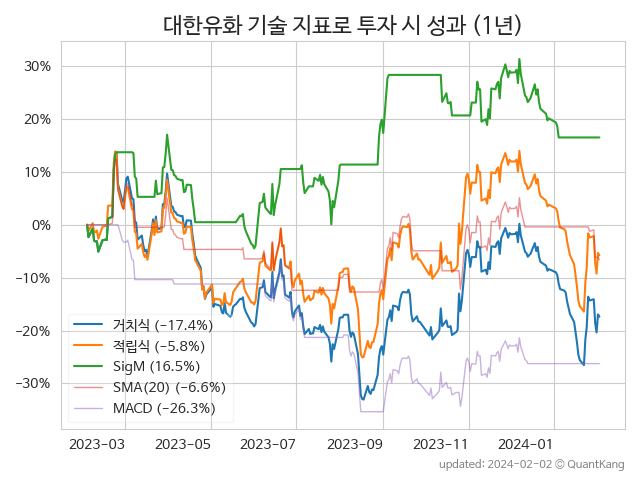 대한유화 기술 지표로 투자 시 성과 (1년)
30%
20%
10%
0%
−10%
−20%
−30%
거치식 (−17.4%)
적립식 (−5.8%)
SigM (16.5%)
SMA(20) (−6.6%)
MACD (−26.3%)
2023-03 2023-05 2023-07 2023-09 2023-11 2024-01
updated: 2024-02-02 © QuantKang